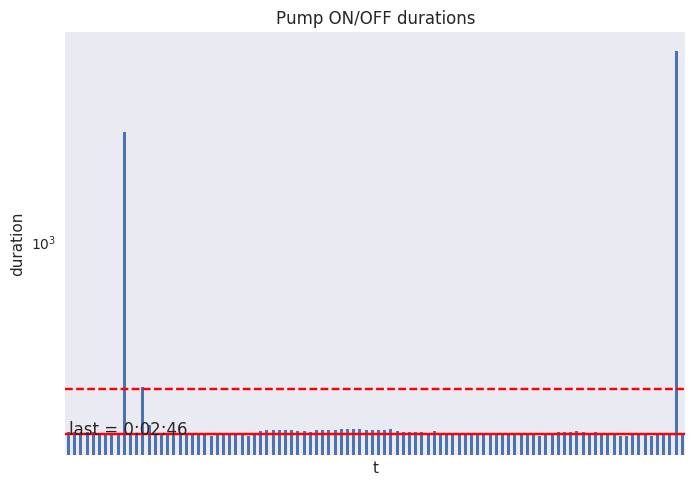 Pump ON/OFF durations
duration
10³
last = 0:02:46
t